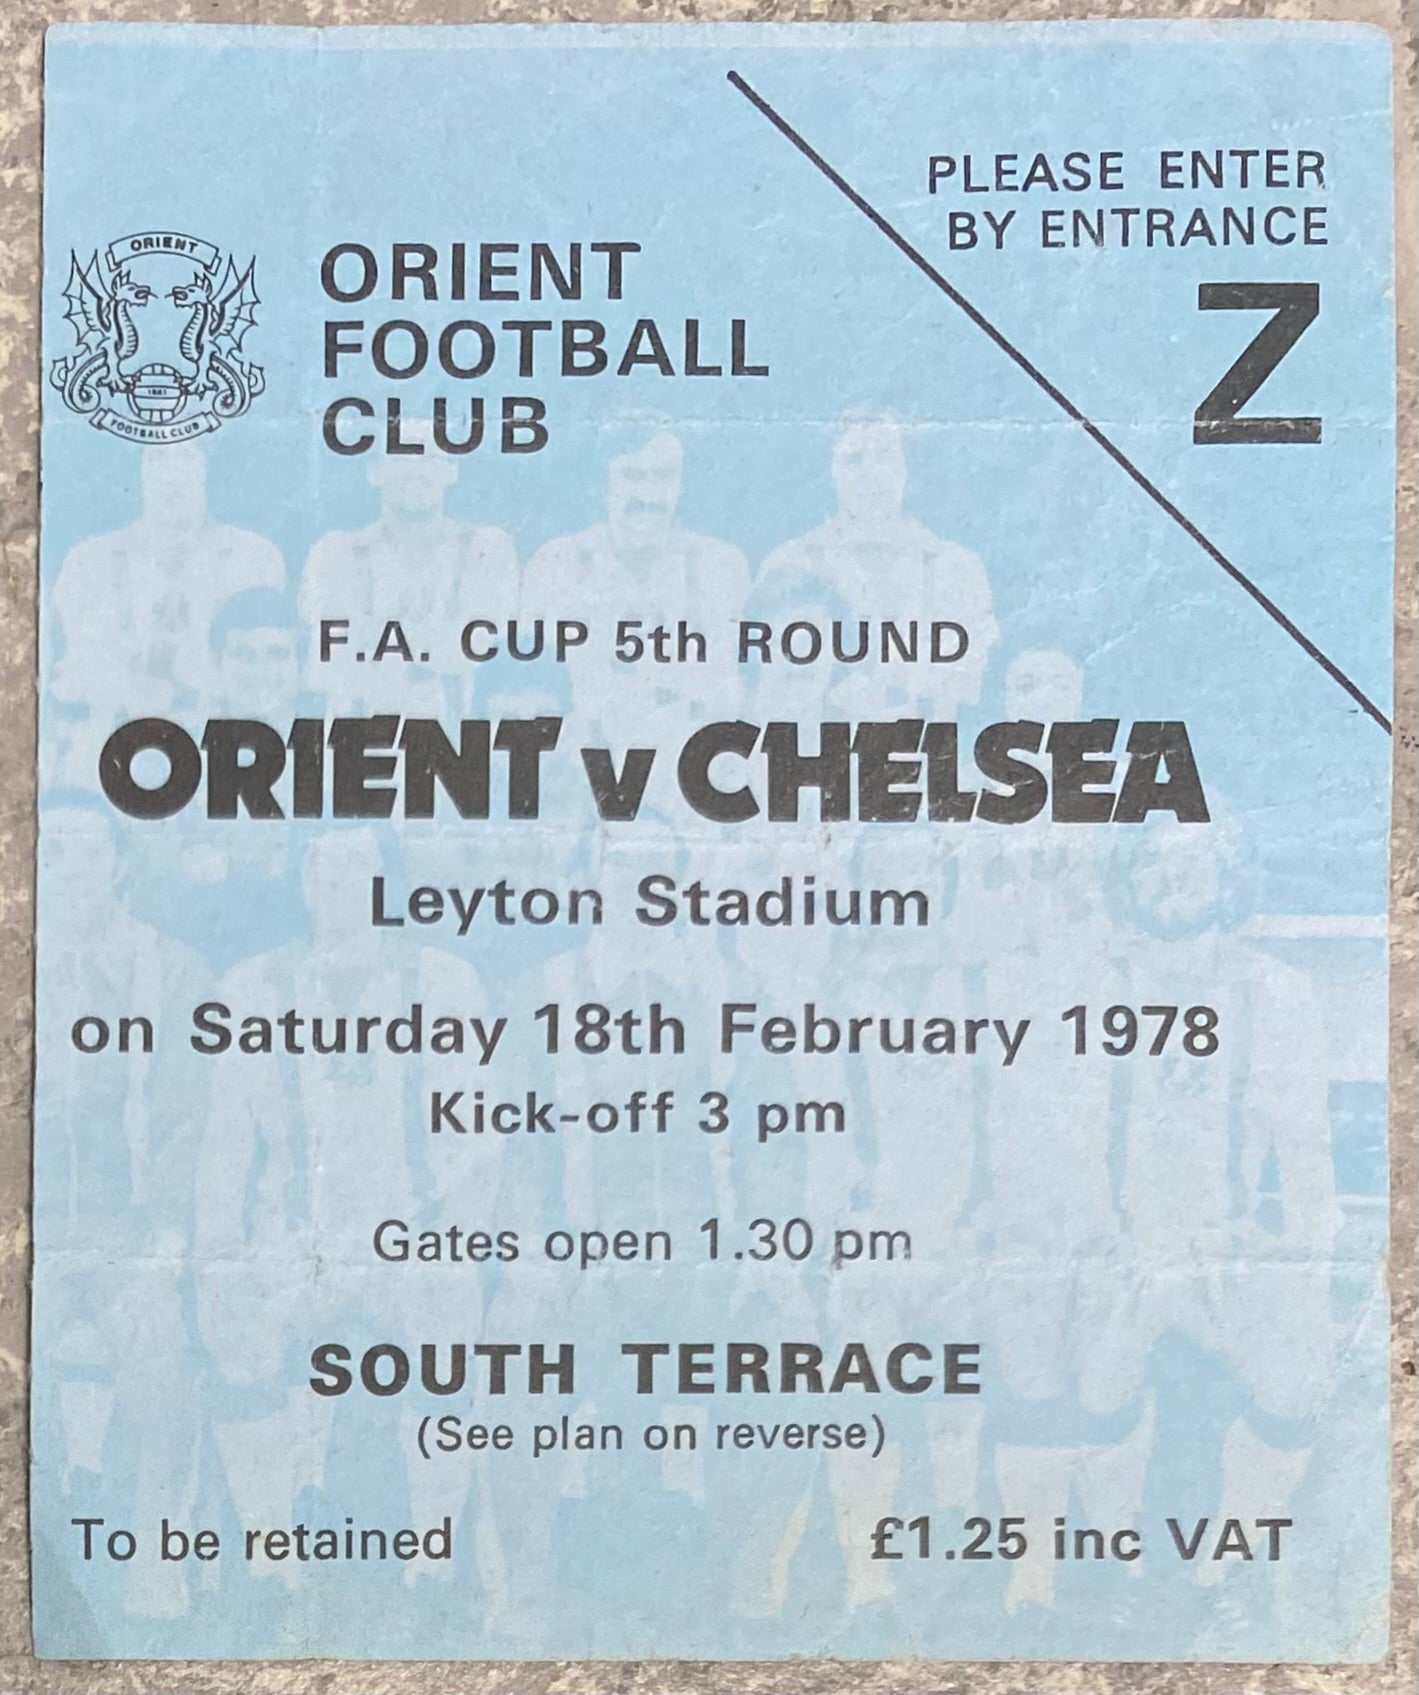 PLEASE ENTER
BY ENTRANCE
Z
ORIENT
1881
FOOTBALL CLUB
ORIENT
FOOTBALL
CLUB
F.A. CUP 5th ROUND
ORIENT v CHELSEA
Leyton Stadium
on Saturday 18th February 1978
Kick-off 3 pm
Gates open 1.30 pm
SOUTH TERRACE
(See plan on reverse)
To be retained
£1.25 inc VAT